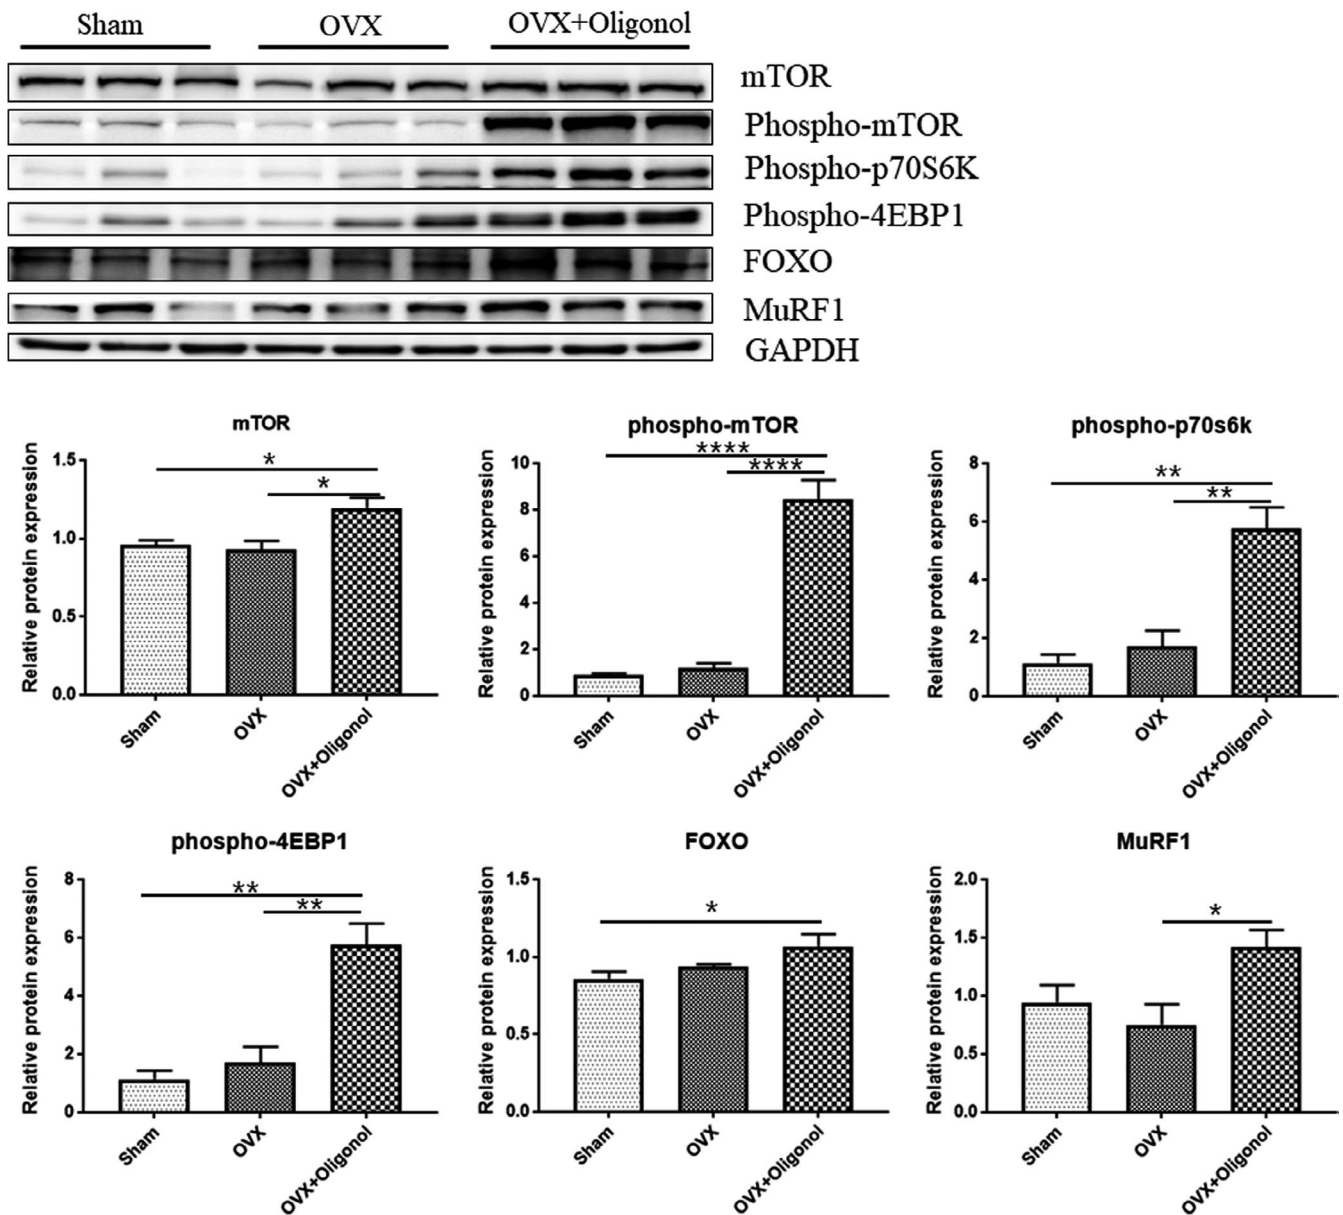 Sham OVX OVX+Oligonol
mTOR
Phospho-mTOR
Phospho-p70S6K
Phospho-4EBP1
FOXO
MuRF1
GAPDH
mTOR
Relative protein expression
1.5
1.0
0.5
0.0
*
*
Sham
OVX
OVX+Oligonol
phospho-mTOR
Relative protein expression
10
8
6
4
2
0
****
****
Sham
OVX
OVX+Oligonol
phospho-p70s6k
Relative protein expression
8
6
4
2
0
**
**
Sham
OVX
OVX+Oligonol
phospho-4EBP1
Relative protein expression
8
6
4
2
0
**
**
Sham
OVX
OVX+Oligonol
FOXO
Relative protein expression
1.5
1.0
0.5
0.0
*
Sham
OVX
OVX+Oligonol
MuRF1
Relative protein expression
2.0
1.5
1.0
0.5
0.0
*
Sham
OVX
OVX+Oligonol